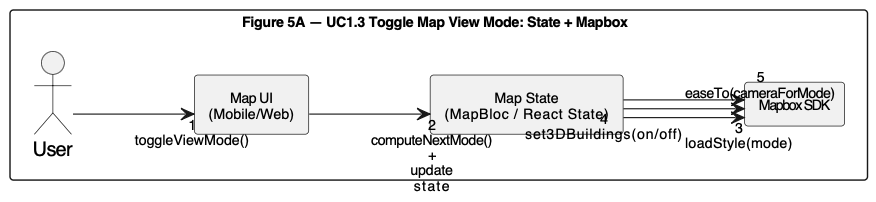 Figure 5A — UC1.3 Toggle Map View Mode: State + Mapbox
User
Map UI
(Mobile/Web)
1
toggleViewMode()
Map State
(MapBloc / React State)
2
computeNextMode()
+
update
state
4
set3DBuildings(on/off)
5
easeTo(cameraForMode)
Mapbox SDK
3
loadStyle(mode)